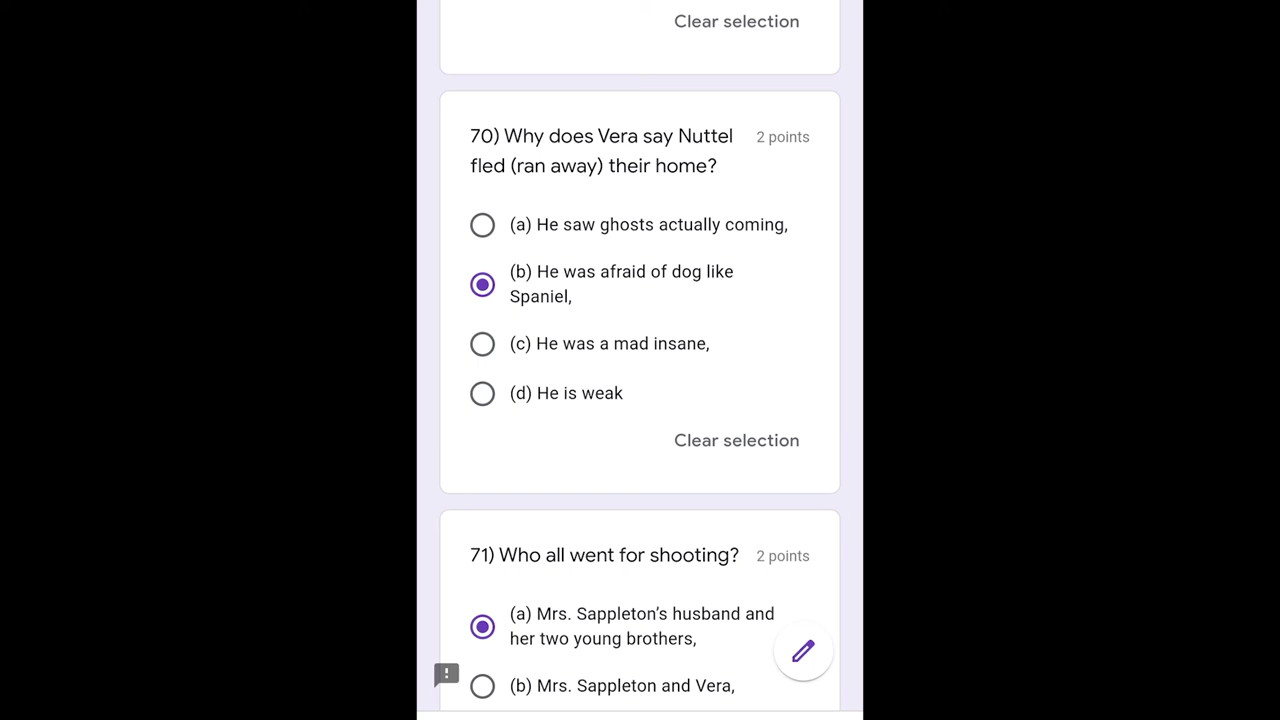 Clear selection
70) Why does Vera say Nuttel 2 points
fled (ran away) their home?
(a) He saw ghosts actually coming,
(b) He was afraid of dog like
Spaniel,
(c) He was a mad insane,
(d) He is weak
Clear selection
71) Who all went for shooting? 2 points
(a) Mrs. Sappleton’s husband and
her two young brothers,
(b) Mrs. Sappleton and Vera,